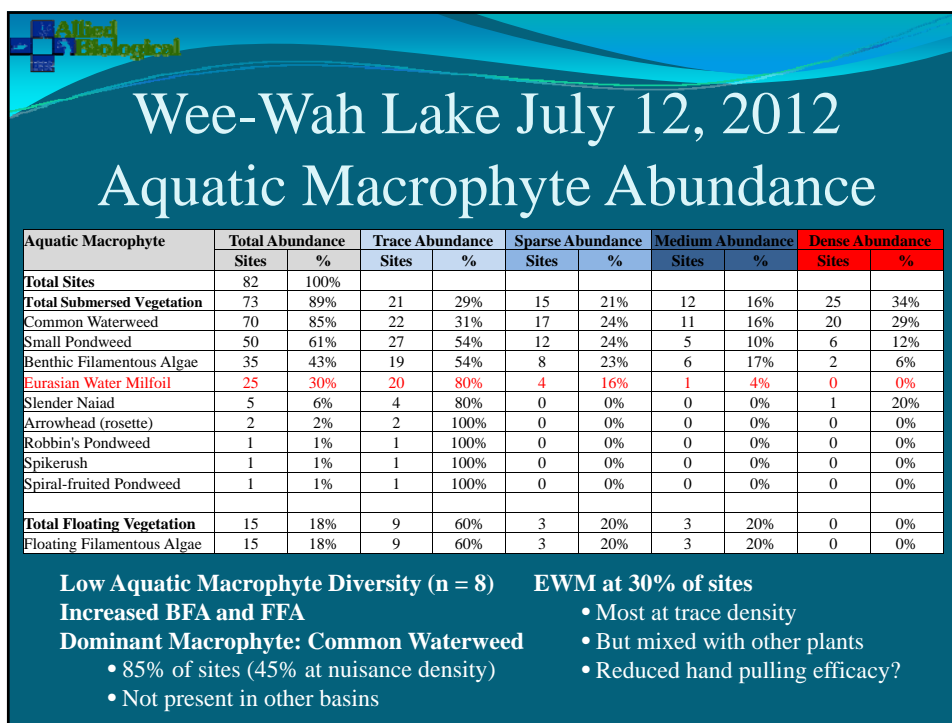 Allied
Biological
Wee-Wah Lake July 12, 2012
Aquatic Macrophyte Abundance
Aquatic Macrophyte Total Abundance Trace Abundance Sparse Abundance Medium Abundance Dense Abundance
Sites % Sites % Sites % Sites % Sites %
Total Sites 82 100%
Total Submersed Vegetation 73 89% 21 29% 15 21% 12 16% 25 34%
Common Waterweed 70 85% 22 31% 17 24% 11 16% 20 29%
Small Pondweed 50 61% 27 54% 12 24% 5 10% 6 12%
Benthic Filamentous Algae 35 43% 19 54% 8 23% 6 17% 2 6%
Eurasian Water Milfoil 25 30% 20 80% 4 16% 1 4% 0 0%
Slender Naiad 5 6% 4 80% 0 0% 0 0% 1 20%
Arrowhead (rosette) 2 2% 2 100% 0 0% 0 0% 0 0%
Robbin's Pondweed 1 1% 1 100% 0 0% 0 0% 0 0%
Spikerush 1 1% 1 100% 0 0% 0 0% 0 0%
Spiral-fruited Pondweed 1 1% 1 100% 0 0% 0 0% 0 0%
Total Floating Vegetation 15 18% 9 60% 3 20% 3 20% 0 0%
Floating Filamentous Algae 15 18% 9 60% 3 20% 3 20% 0 0%
Low Aquatic Macrophyte Diversity (n = 8)
Increased BFA and FFA
Dominant Macrophyte: Common Waterweed
• 85% of sites (45% at nuisance density)
• Not present in other basins
EWM at 30% of sites
• Most at trace density
• But mixed with other plants
• Reduced hand pulling efficacy?